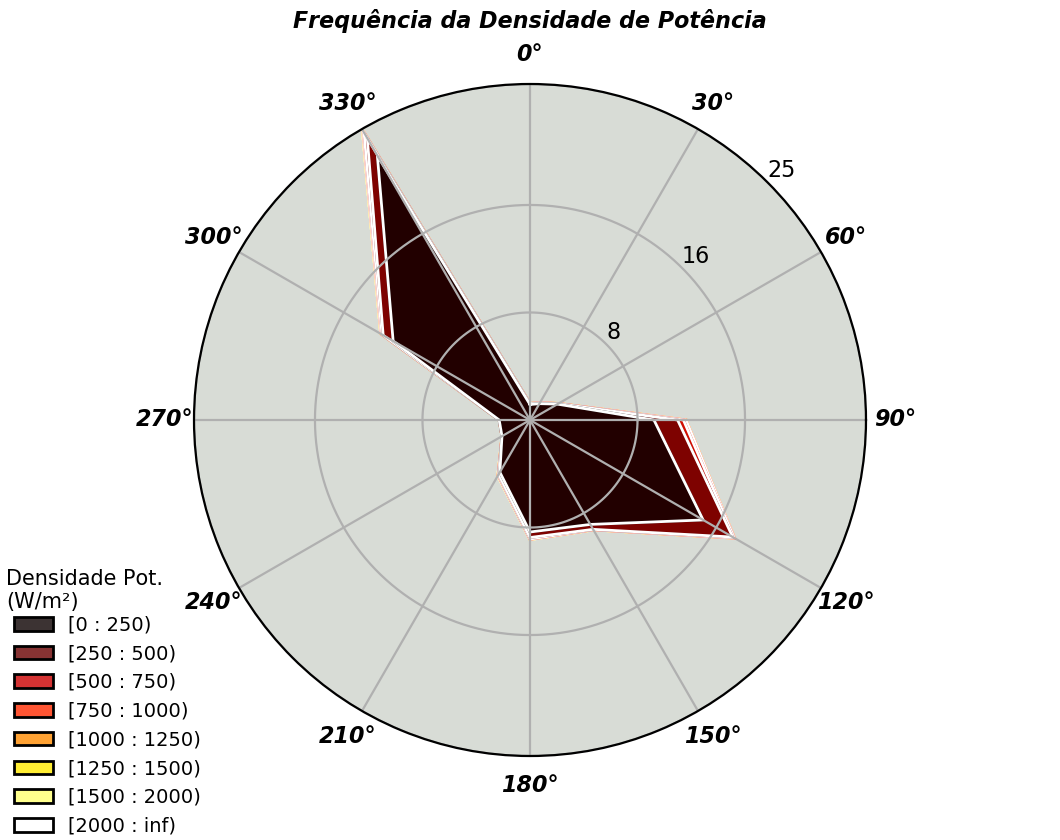 Frequência da Densidade de Potência
0°
330°
30°
25
300°
60°
16
8
270°
90°
Densidade Pot.
(W/m²)
240°
120°
[0 : 250)
[250 : 500)
[500 : 750)
[750 : 1000)
210°
150°
[1000 : 1250)
[1250 : 1500)
180°
[1500 : 2000)
[2000 : inf)